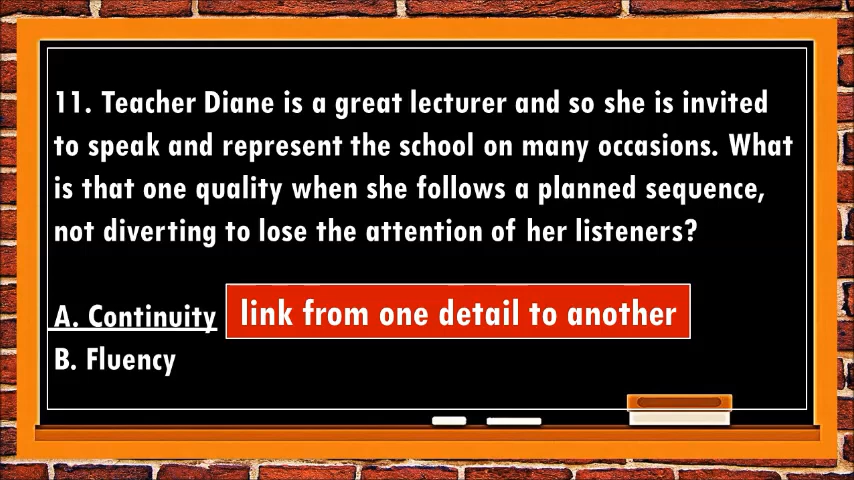 11. Teacher Diane is a great lecturer and so she is invited
to speak and represent the school on many occasions. What
is that one quality when she follows a planned sequence,
not diverting to lose the attention of her listeners?
A. Continuity link from one detail to another
B. Fluency